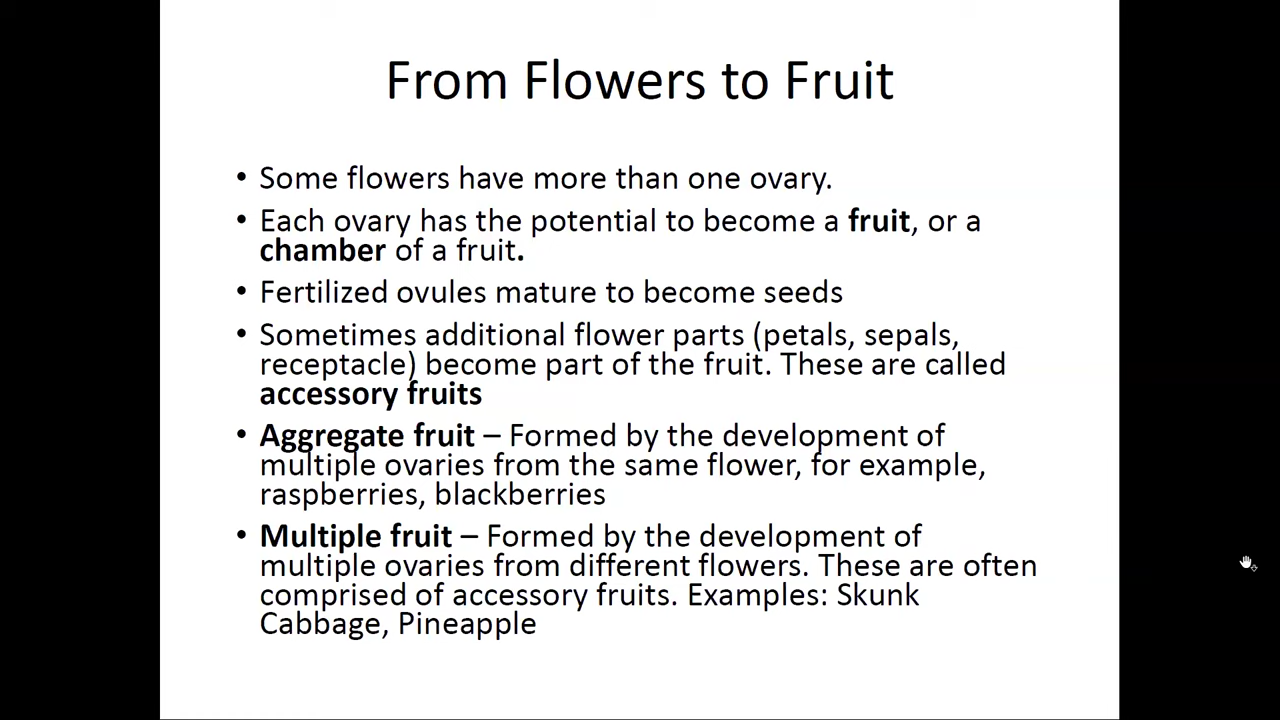 From Flowers to Fruit
• Some flowers have more than one ovary.
• Each ovary has the potential to become a fruit, or a
chamber of a fruit.
• Fertilized ovules mature to become seeds
• Sometimes additional flower parts (petals, sepals,
receptacle) become part of the fruit. These are called
accessory fruits
• Aggregate fruit – Formed by the development of
multiple ovaries from the same flower, for example,
raspberries, blackberries
• Multiple fruit – Formed by the development of
multiple ovaries from different flowers. These are often
comprised of accessory fruits. Examples: Skunk
Cabbage, Pineapple